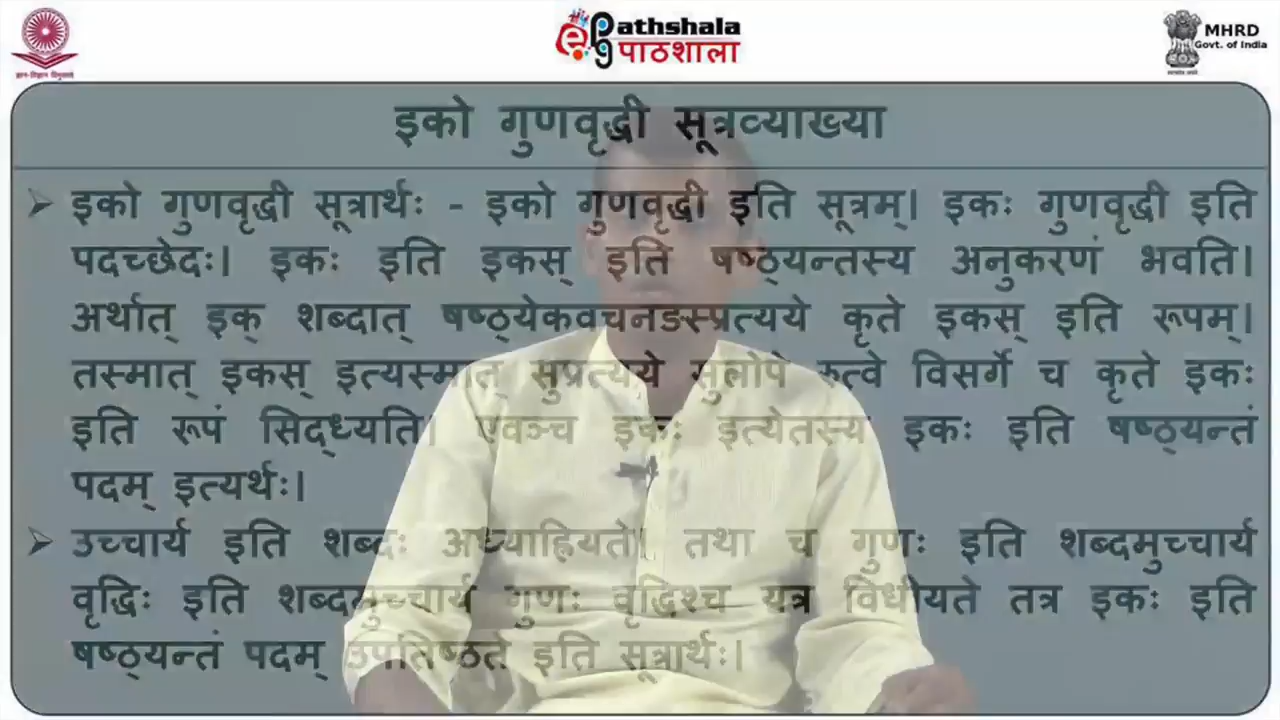 ePathshala
पाठशाला
MHRD
Govt. of India
ज्ञान-विज्ञान विमुक्तये
इको गुणवृद्धी सूत्रव्याख्या
इको गुणवृद्धी सूत्रार्थः - इको गुणवृद्धी इति सूत्रम्। इकः गुणवृद्धी इति
पदच्छेदः। इकः इति इकस् इति षष्ठ्यन्तस्य अनुकरणं भवति।
अर्थात् इक् शब्दात् षष्ठ्येकवचनङस्प्रत्यये कृते इकस् इति रूपम्।
तस्मात् इकस् इत्यस्मात् सुप्रत्यये सुलोपे रुत्वे विसर्गे च कृते इकः
इति रूपं सिद्ध्यति। एवञ्च इकः इत्येतस्य इकः इति षष्ठ्यन्तं
पदम् इत्यर्थः।
उच्चार्य इति शब्दः अध्याह्रियते। तथा च गुणः इति शब्दमुच्चार्य
वृद्धिः इति शब्दमुच्चार्य गुणः वृद्धिश्च यत्र विधीयते तत्र इकः इति
षष्ठ्यन्तं पदम् उपतिष्ठते इति सूत्रार्थः।